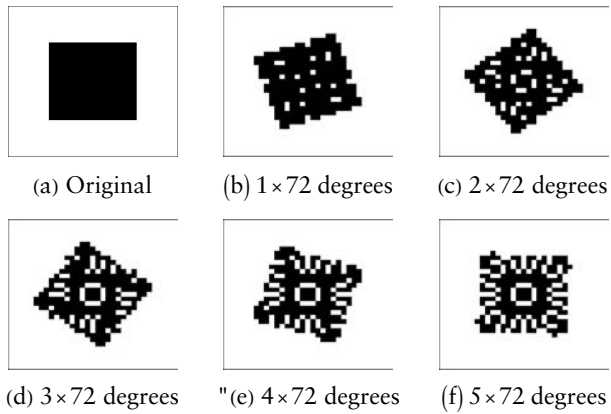 (a) Original
(b) 1×72 degrees
(c) 2×72 degrees
(d) 3×72 degrees
"(e) 4×72 degrees
(f) 5×72 degrees